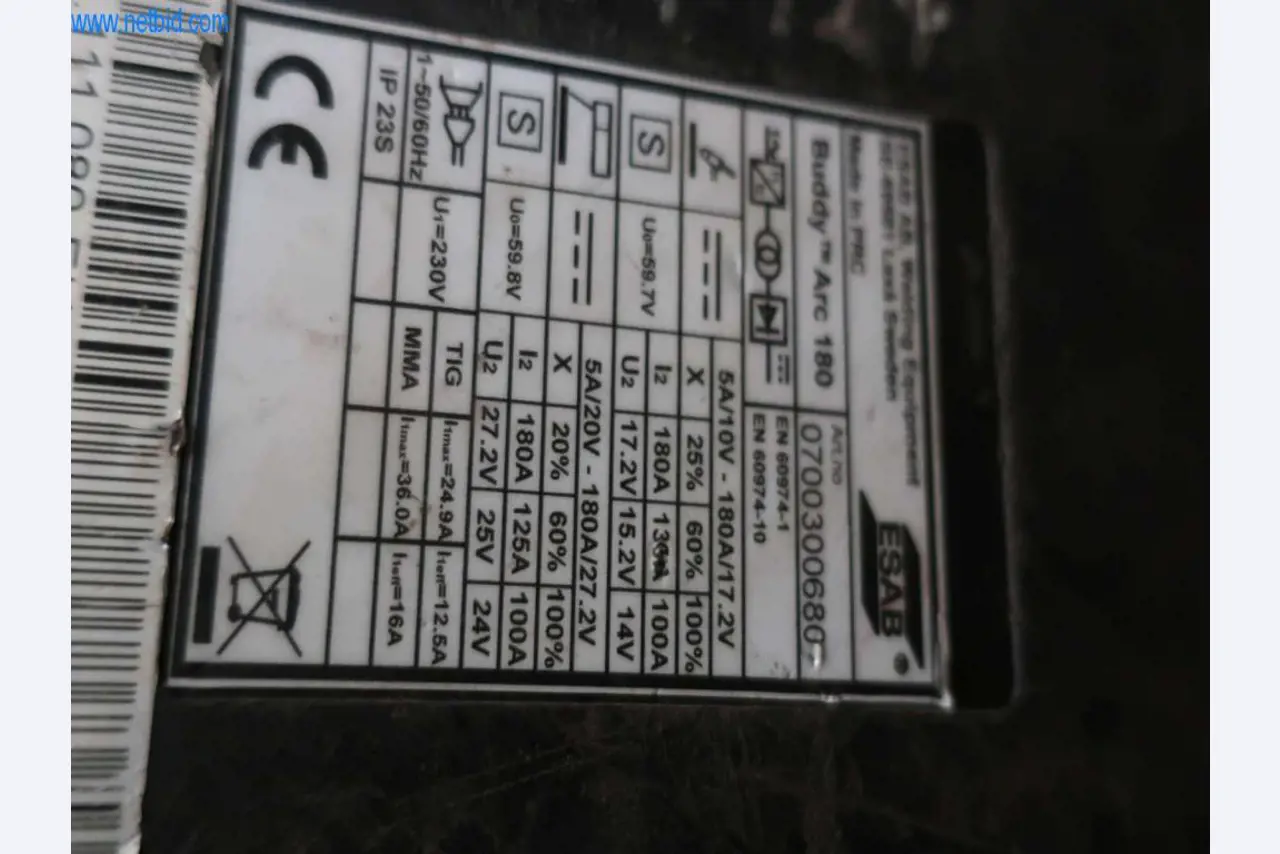 www.netbid.com
ESAB AB, Welding Equipment
SE-69581 Laxå Sweden
Made in PRC
ESAB®
Buddy™ Arc 180
Art.no
0700300680
EN 60974-1
EN 60974-10
5A/10V - 180A/17.2V
X 25% 60% 100%
S U₀=59.7V
I₂ 180A 100A
U₂ 17.2V 15.2V 14V
5A/20V - 180A/27.2V
X 20% 60% 100%
S U₀=59.8V
I₂ 180A 125A 100A
U₂ 27.2V 25V 24V
1~50/60Hz U₁=230V
TIG I₁max=24.9A I₁eff=12.5A
MMA I₁max=36.0A I₁eff=16A
IP 23S
CE